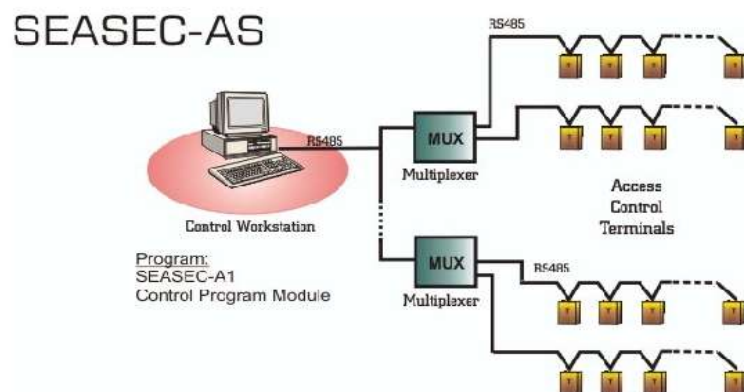 SEASEC-AS
RS485
RS485
MUX
Multiplexer
Control Workstation
Access
Control
Terminals
Program:
SEASEC-A1
Control Program Module
MUX
Multiplexer
RS485